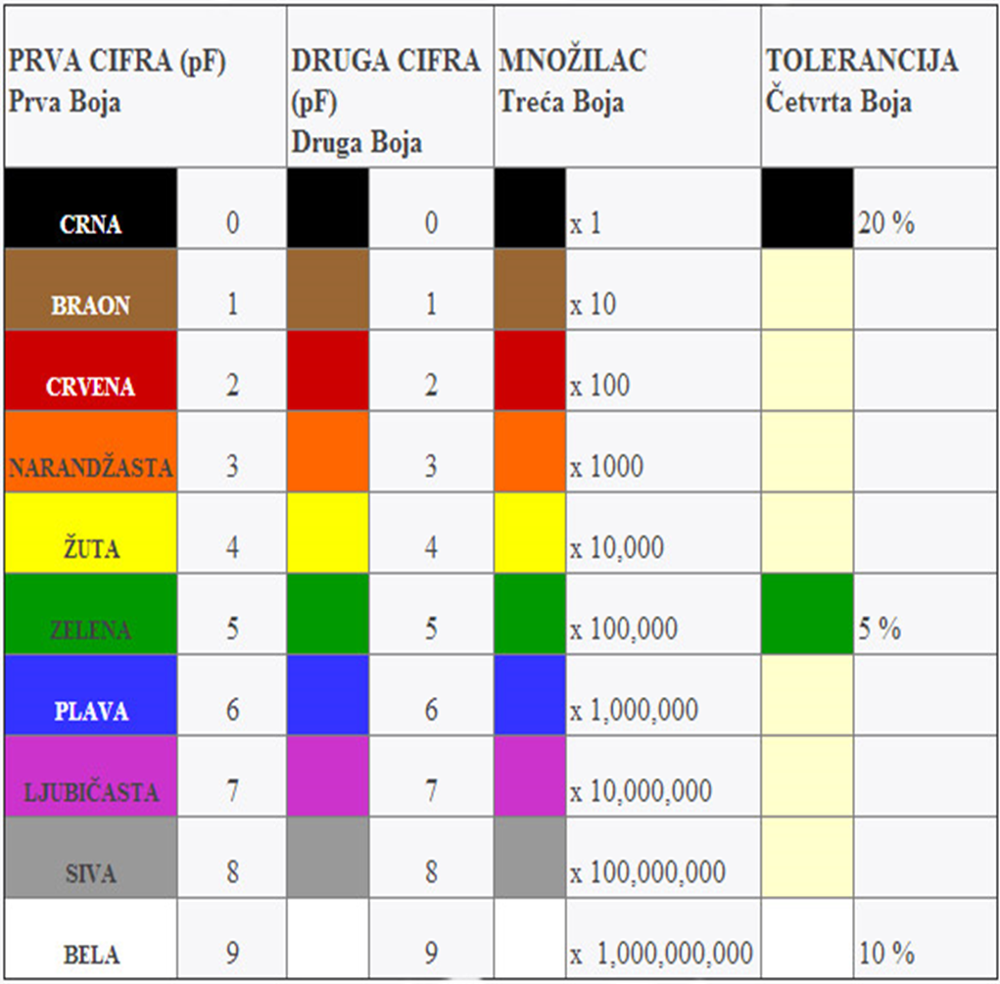 PRVA CIFRA (pF)
Prva Boja
DRUGA CIFRA
(pF)
Druga Boja
MNOŽILAC
Treća Boja
TOLERANCIJA
Četvrta Boja
CRNA 0 0 x 1 20 %
BRAON 1 1 x 10
CRVENA 2 2 x 100
NARANDŽASTA 3 3 x 1000
ŽUTA 4 4 x 10,000
ZELENA 5 5 x 100,000 5 %
PLAVA 6 6 x 1,000,000
LJUBIČASTA 7 7 x 10,000,000
SIVA 8 8 x 100,000,000
BELA 9 9 x 1,000,000,000 10 %